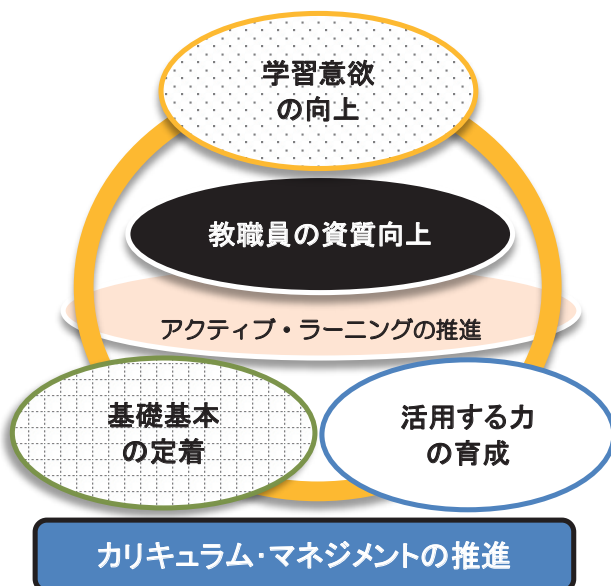 学習意欲
の向上
教職員の資質向上
アクティブ・ラーニングの推進
基礎基本
の定着
活用する力
の育成
カリキュラム・マネジメントの推進